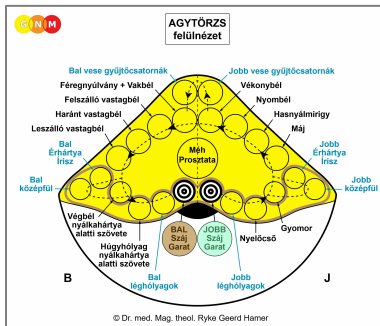 G N M
AGYTÖRZS
felülnézet
Bal vese gyűjtőcsatornák
Jobb vese gyűjtőcsatornák
Féregnyúlvány + Vakbél
Vékonybél
Felszálló vastagbél
Nyombél
Haránt vastagbél
Hasnyálmirigy
Leszálló vastagbél
Máj
Méh
Prosztata
Bal
Érhártya
Írisz
Jobb
Érhártya
Írisz
Bal
középfül
Jobb
középfül
Végbél
nyálkahártya
alatti szövete
Gyomor
Húgyhólyag
nyálkahártya
alatti szövete
Nyelőcső
BAL
Száj
Garat
JOBB
Száj
Garat
Bal
léghólyagok
Jobb
léghólyagok
B
J
© Dr. med. Mag. theol. Ryke Geerd Hamer